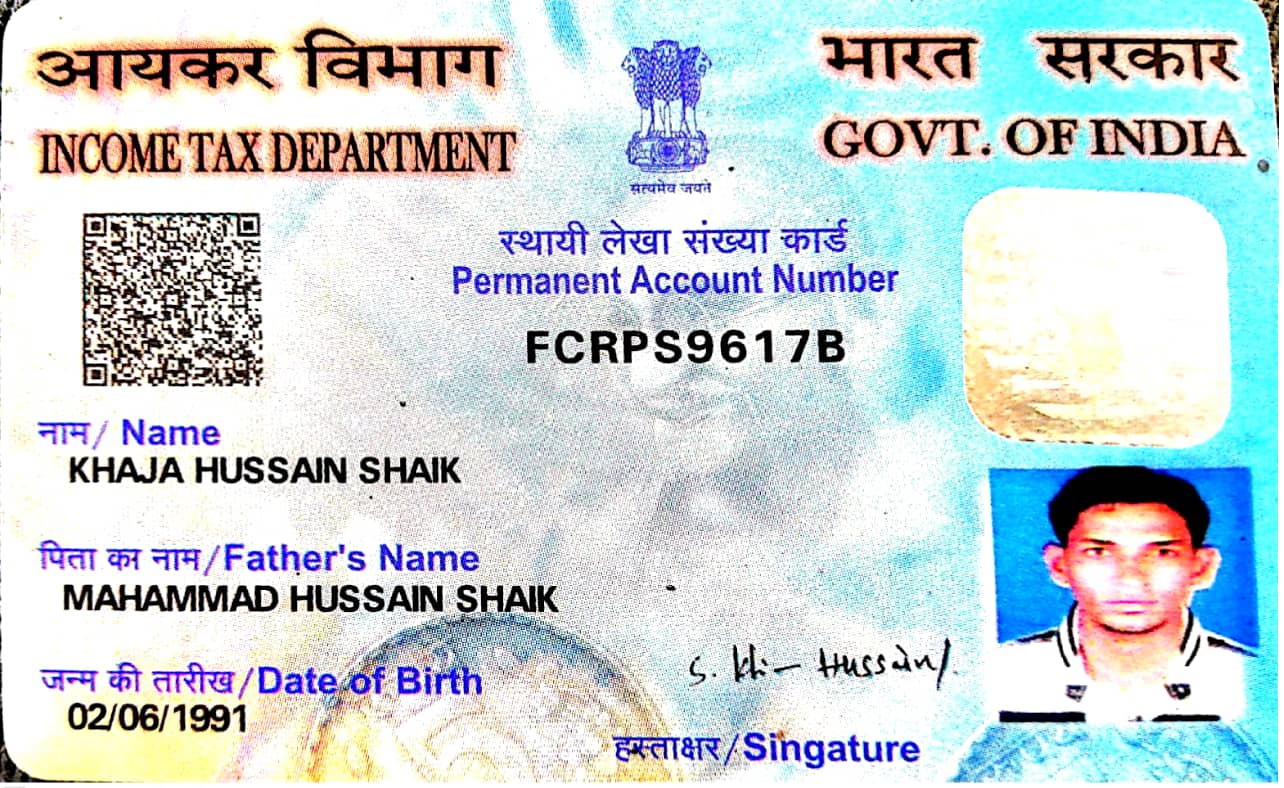 आयकर विभाग
INCOME TAX DEPARTMENT
भारत सरकार
GOVT. OF INDIA
सत्यमेव जयते
स्थायी लेखा संख्या कार्ड
Permanent Account Number
FCRPS9617B
नाम/ Name
KHAJA HUSSAIN SHAIK
पिता का नाम/Father's Name
MAHAMMAD HUSSAIN SHAIK
जन्म की तारीख/Date of Birth
02/06/1991
S. Hussain
हस्ताक्षर/Singature